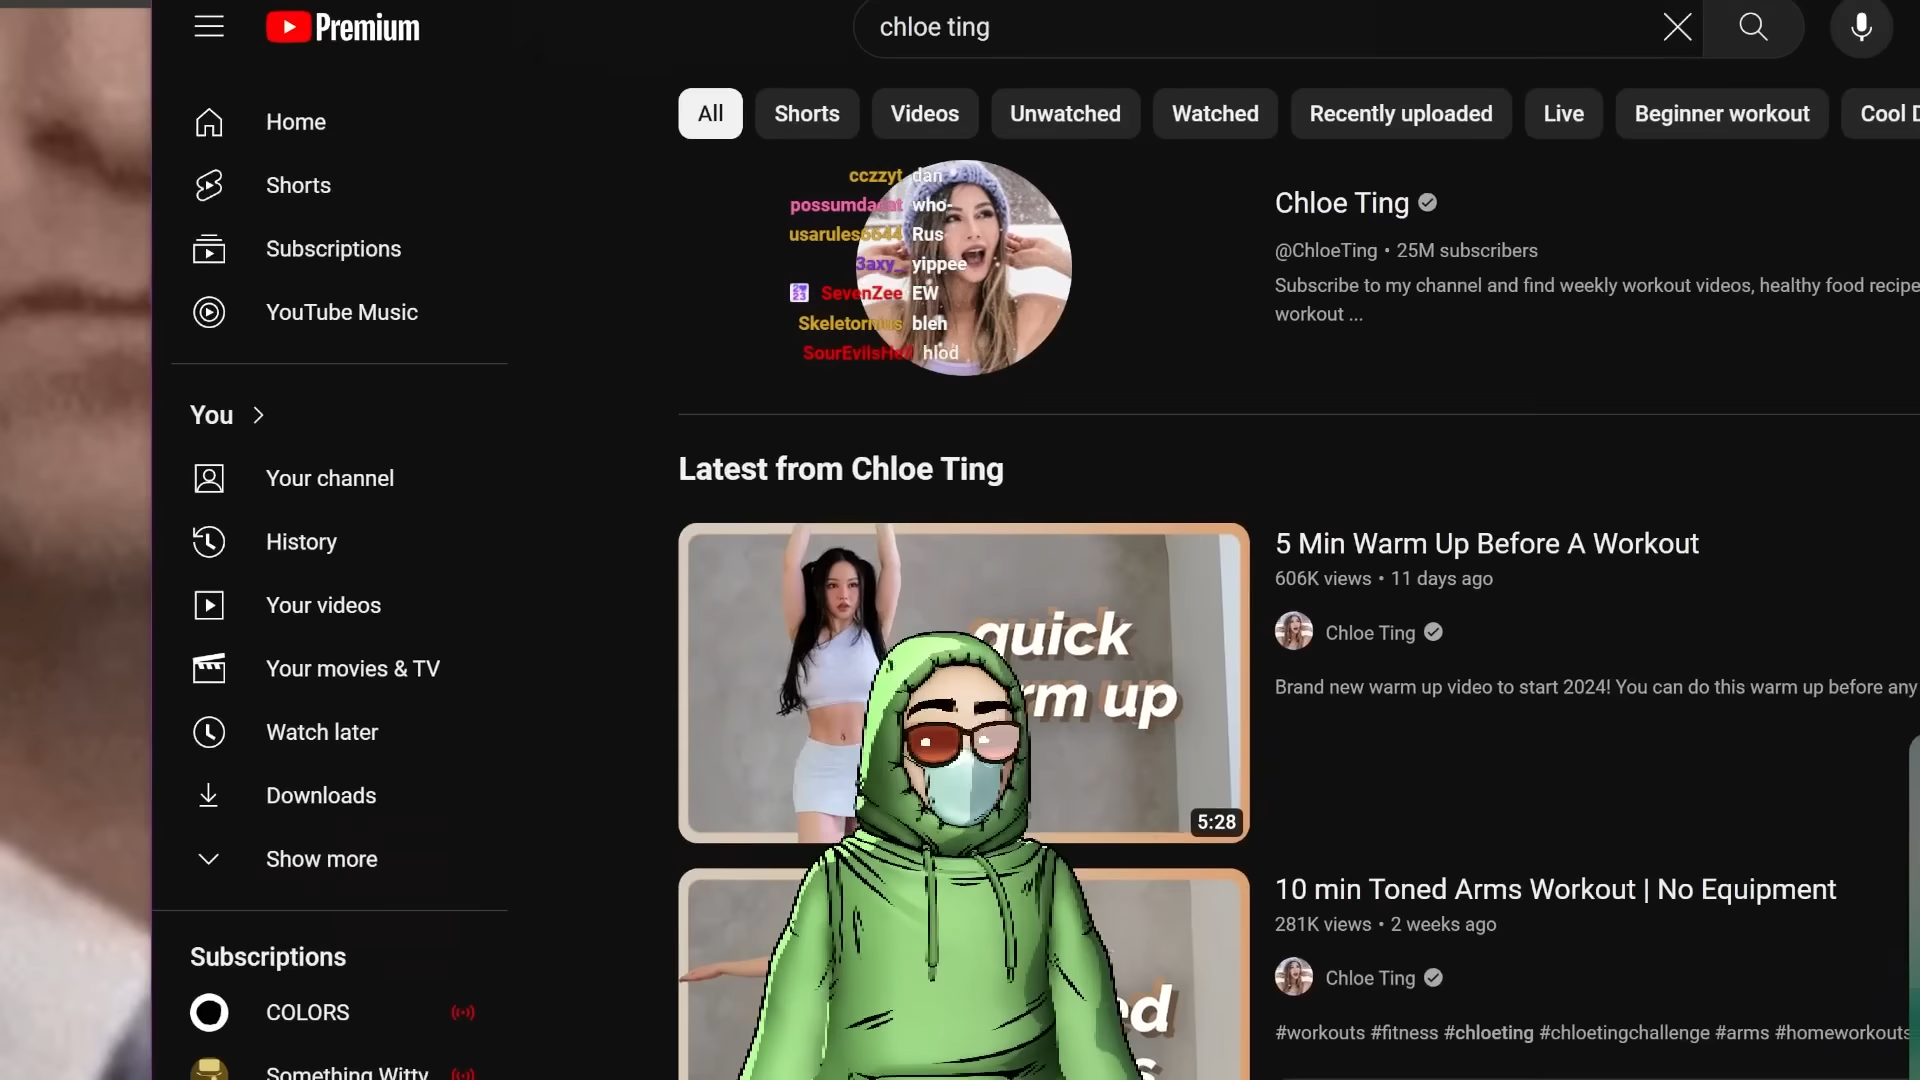 Premium
chloe ting
All
Shorts
Videos
Unwatched
Watched
Recently uploaded
Live
Beginner workout
Cool
Home
Shorts
Subscriptions
YouTube Music
You
Your channel
History
Your videos
Your movies & TV
Watch later
Downloads
Show more
Subscriptions
COLORS
Something Witty
cczzyt dan
who-
usarules6644 Rus
3axy_ yippee
SevenZee EW
bleh
hlod
Chloe Ting
@ChloeTing • 25M subscribers
Subscribe to my channel and find weekly workout videos, healthy food recipe
workout ...
Latest from Chloe Ting
quick
rm up
5:28
5 Min Warm Up Before A Workout
606K views • 11 days ago
Chloe Ting
Brand new warm up video to start 2024! You can do this warm up before any
10 min Toned Arms Workout | No Equipment
281K views • 2 weeks ago
Chloe Ting
#workouts #fitness #chloeting #chloetingchallenge #arms #homeworkouts